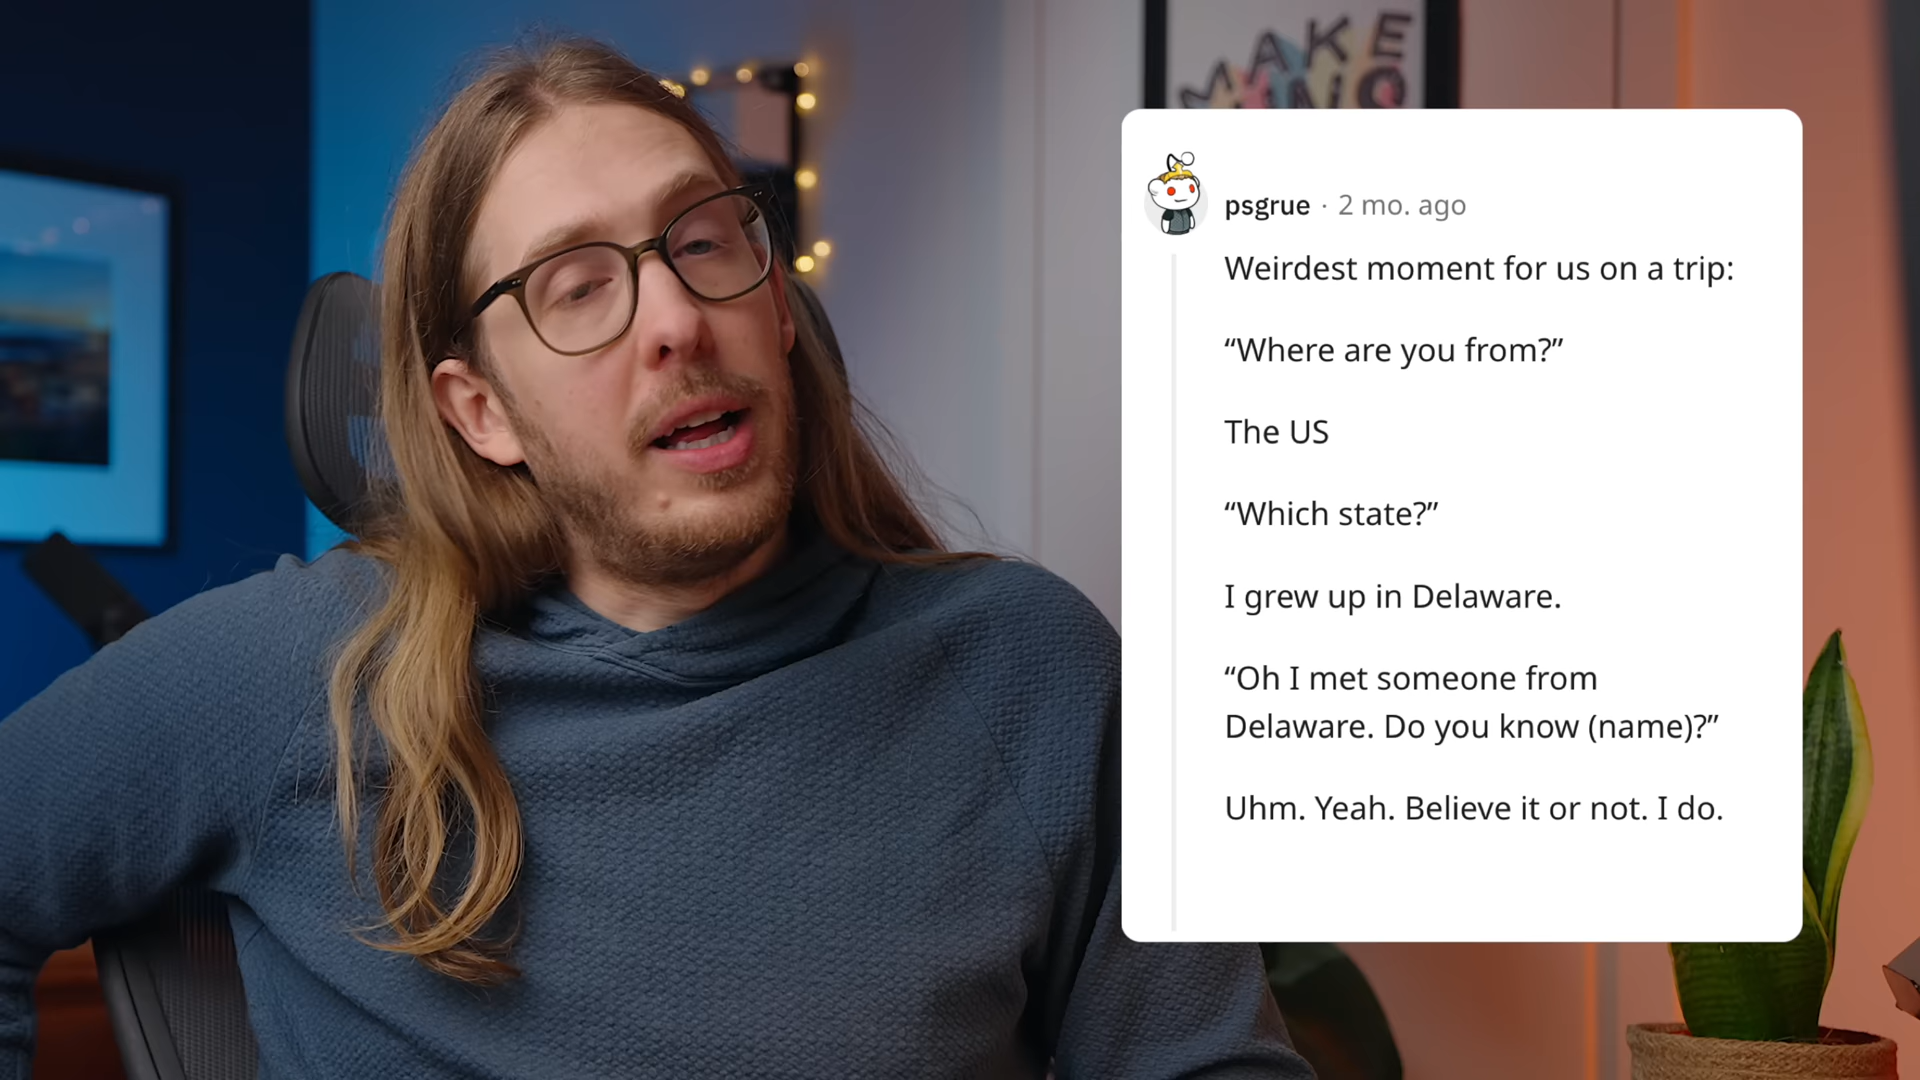 MAKE
psgrue · 2 mo. ago
Weirdest moment for us on a trip:
“Where are you from?”
The US
“Which state?”
I grew up in Delaware.
“Oh I met someone from
Delaware. Do you know (name)?”
Uhm. Yeah. Believe it or not. I do.